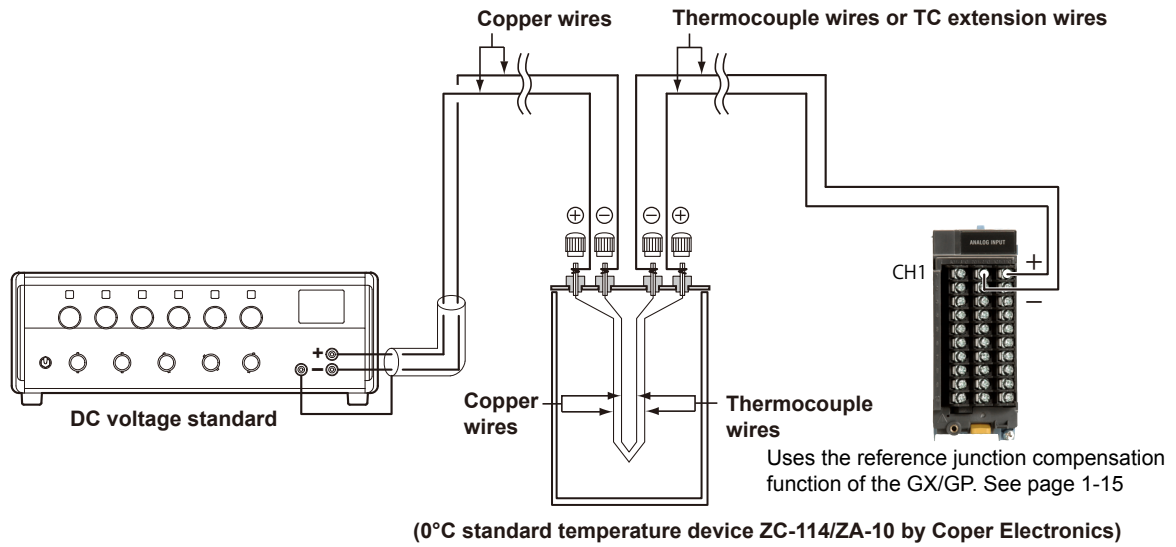 Copper wires
Thermocouple wires or TC extension wires
⊕ ⊖ ⊖ ⊕
ANALOG INPUT
CH1
+
−
+
−
DC voltage standard
Copper
wires
Thermocouple
wires
Uses the reference junction compensation
function of the GX/GP. See page 1-15
(0°C standard temperature device ZC-114/ZA-10 by Coper Electronics)